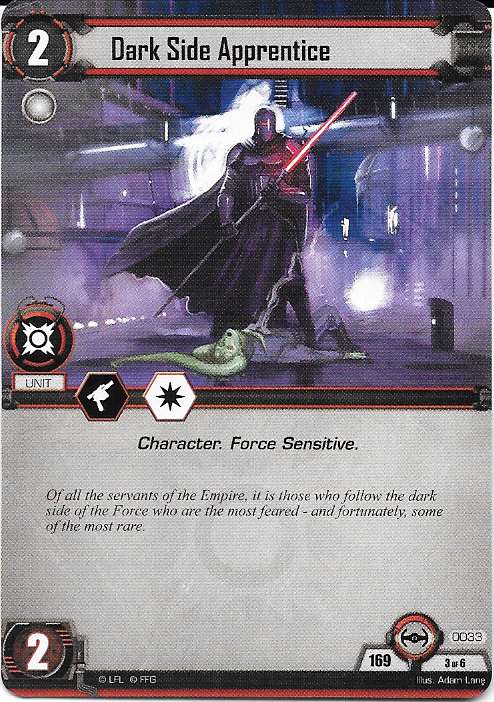 2
Dark Side Apprentice
UNIT
Character. Force Sensitive.
Of all the servants of the Empire, it is those who follow the dark
side of the Force who are the most feared - and fortunately, some
of the most rare.
2
0033
169
3 OF 6
© LFL © FFG
Illus. Adam Lane